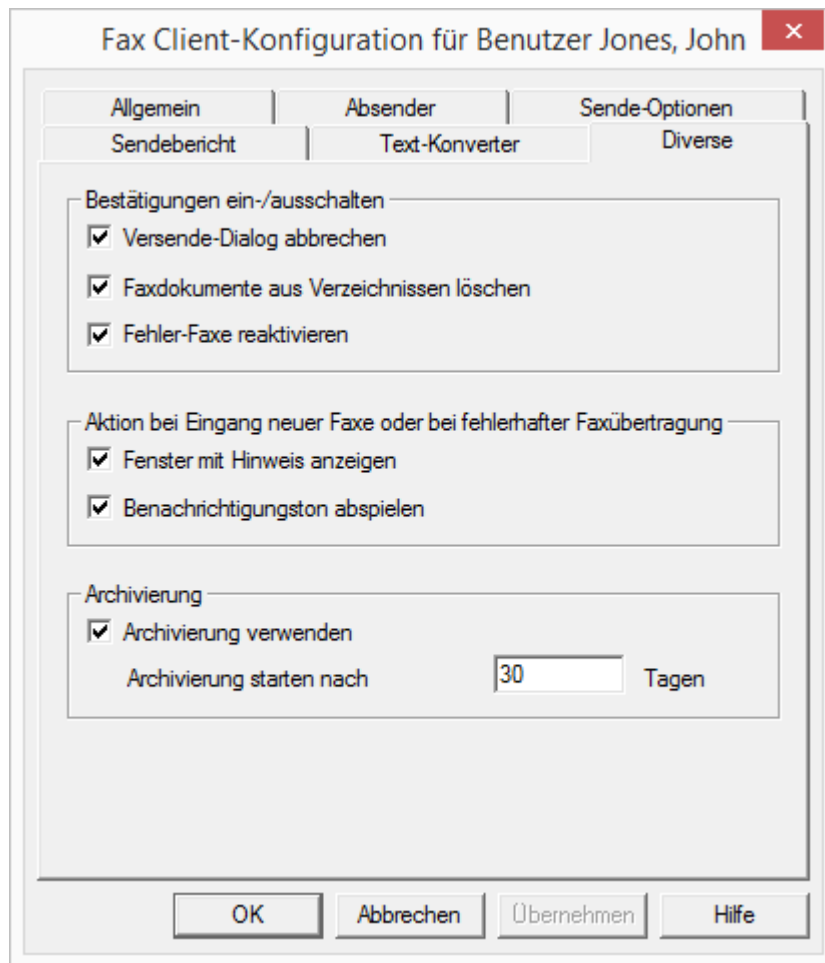 Fax Client-Konfiguration für Benutzer Jones, John
Allgemein
Absender
Sende-Optionen
Sendebericht
Text-Konverter
Diverse
Bestätigungen ein-/ausschalten
Versende-Dialog abbrechen
Faxdokumente aus Verzeichnissen löschen
Fehler-Faxe reaktivieren
Aktion bei Eingang neuer Faxe oder bei fehlerhafter Faxübertragung
Fenster mit Hinweis anzeigen
Benachrichtigungston abspielen
Archivierung
Archivierung verwenden
Archivierung starten nach 30 Tagen
OK
Abbrechen
Übernehmen
Hilfe